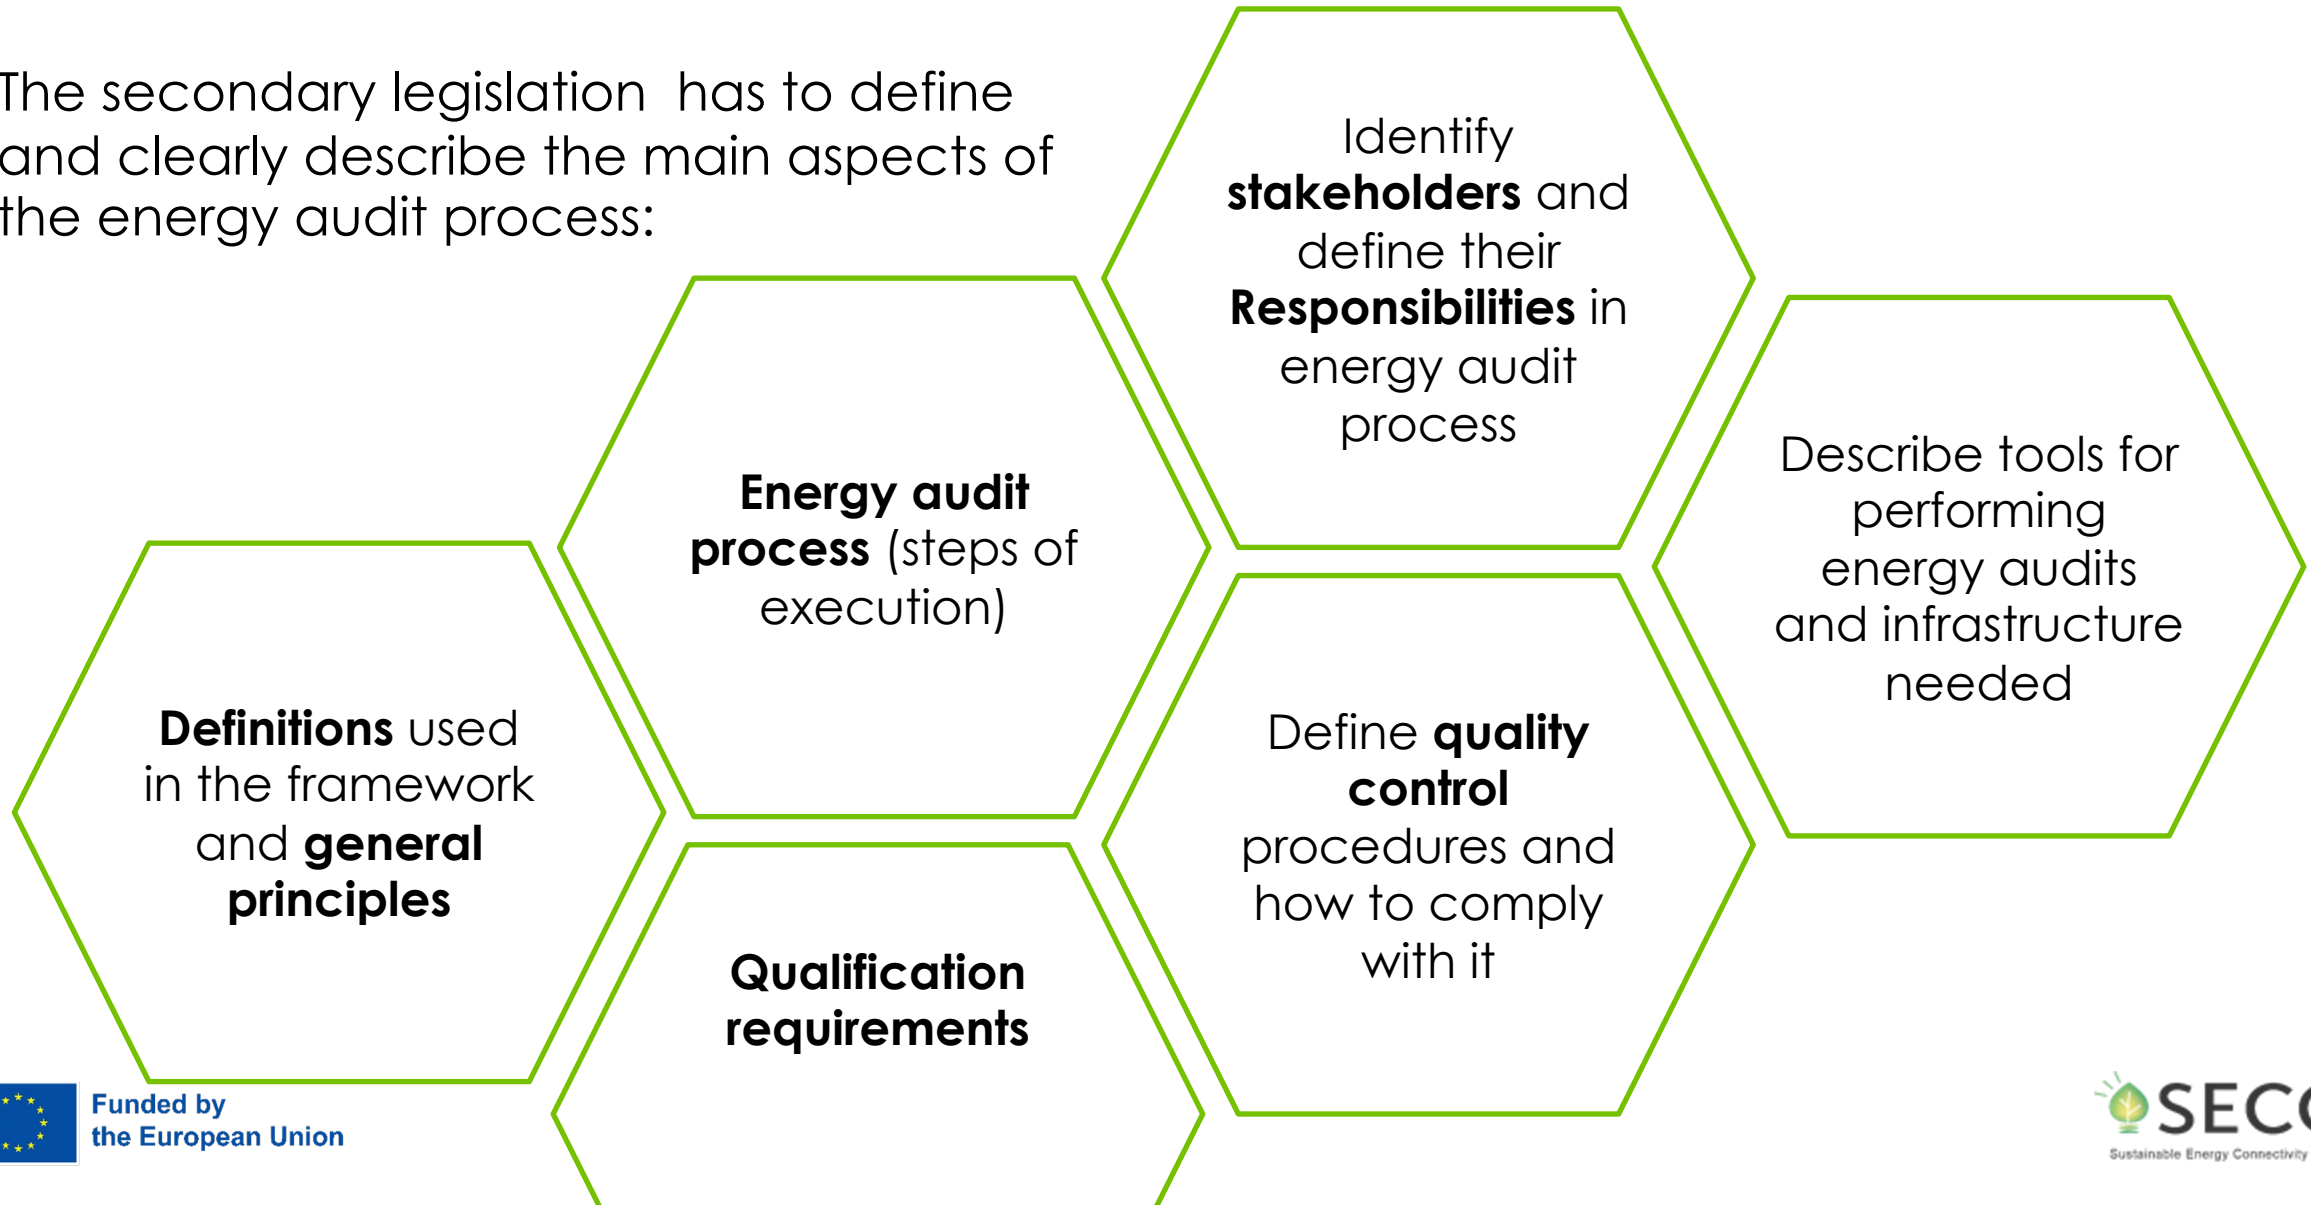 The secondary legislation has to define
and clearly describe the main aspects of
the energy audit process:
Identify
stakeholders and
define their
Responsibilities in
energy audit
process
Energy audit
process (steps of
execution)
Describe tools for
performing
energy audits
and infrastructure
needed
Definitions used
in the framework
and general
principles
Define quality
control
procedures and
how to comply
with it
Qualification
requirements
Funded by
the European Union
SECO
Sustainable Energy Connectivity